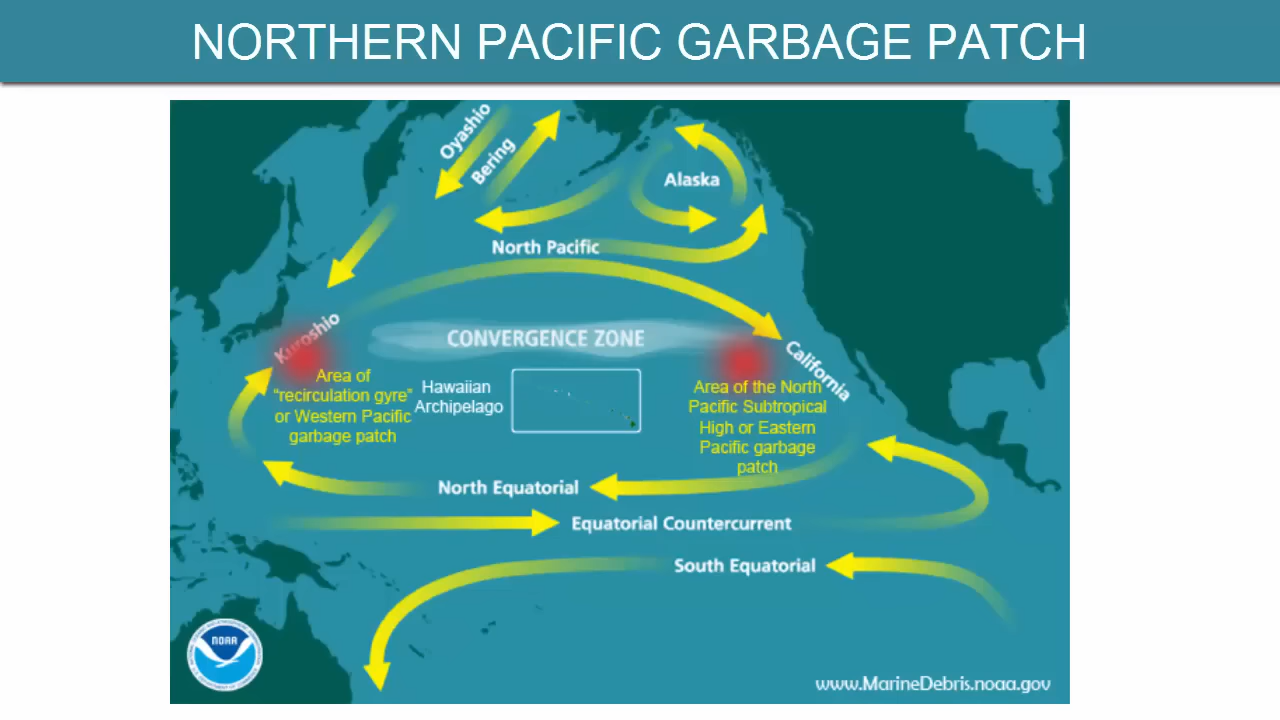 NORTHERN PACIFIC GARBAGE PATCH
Oyashio
Bering
Alaska
North Pacific
Kuroshio
CONVERGENCE ZONE
California
Area of
"recirculation gyre"
or Western Pacific
garbage patch
Hawaiian
Archipelago
Area of the North
Pacific Subtropical
High or Eastern
Pacific garbage
patch
North Equatorial
Equatorial Countercurrent
South Equatorial
NOAA
www.MarineDebris.noaa.gov